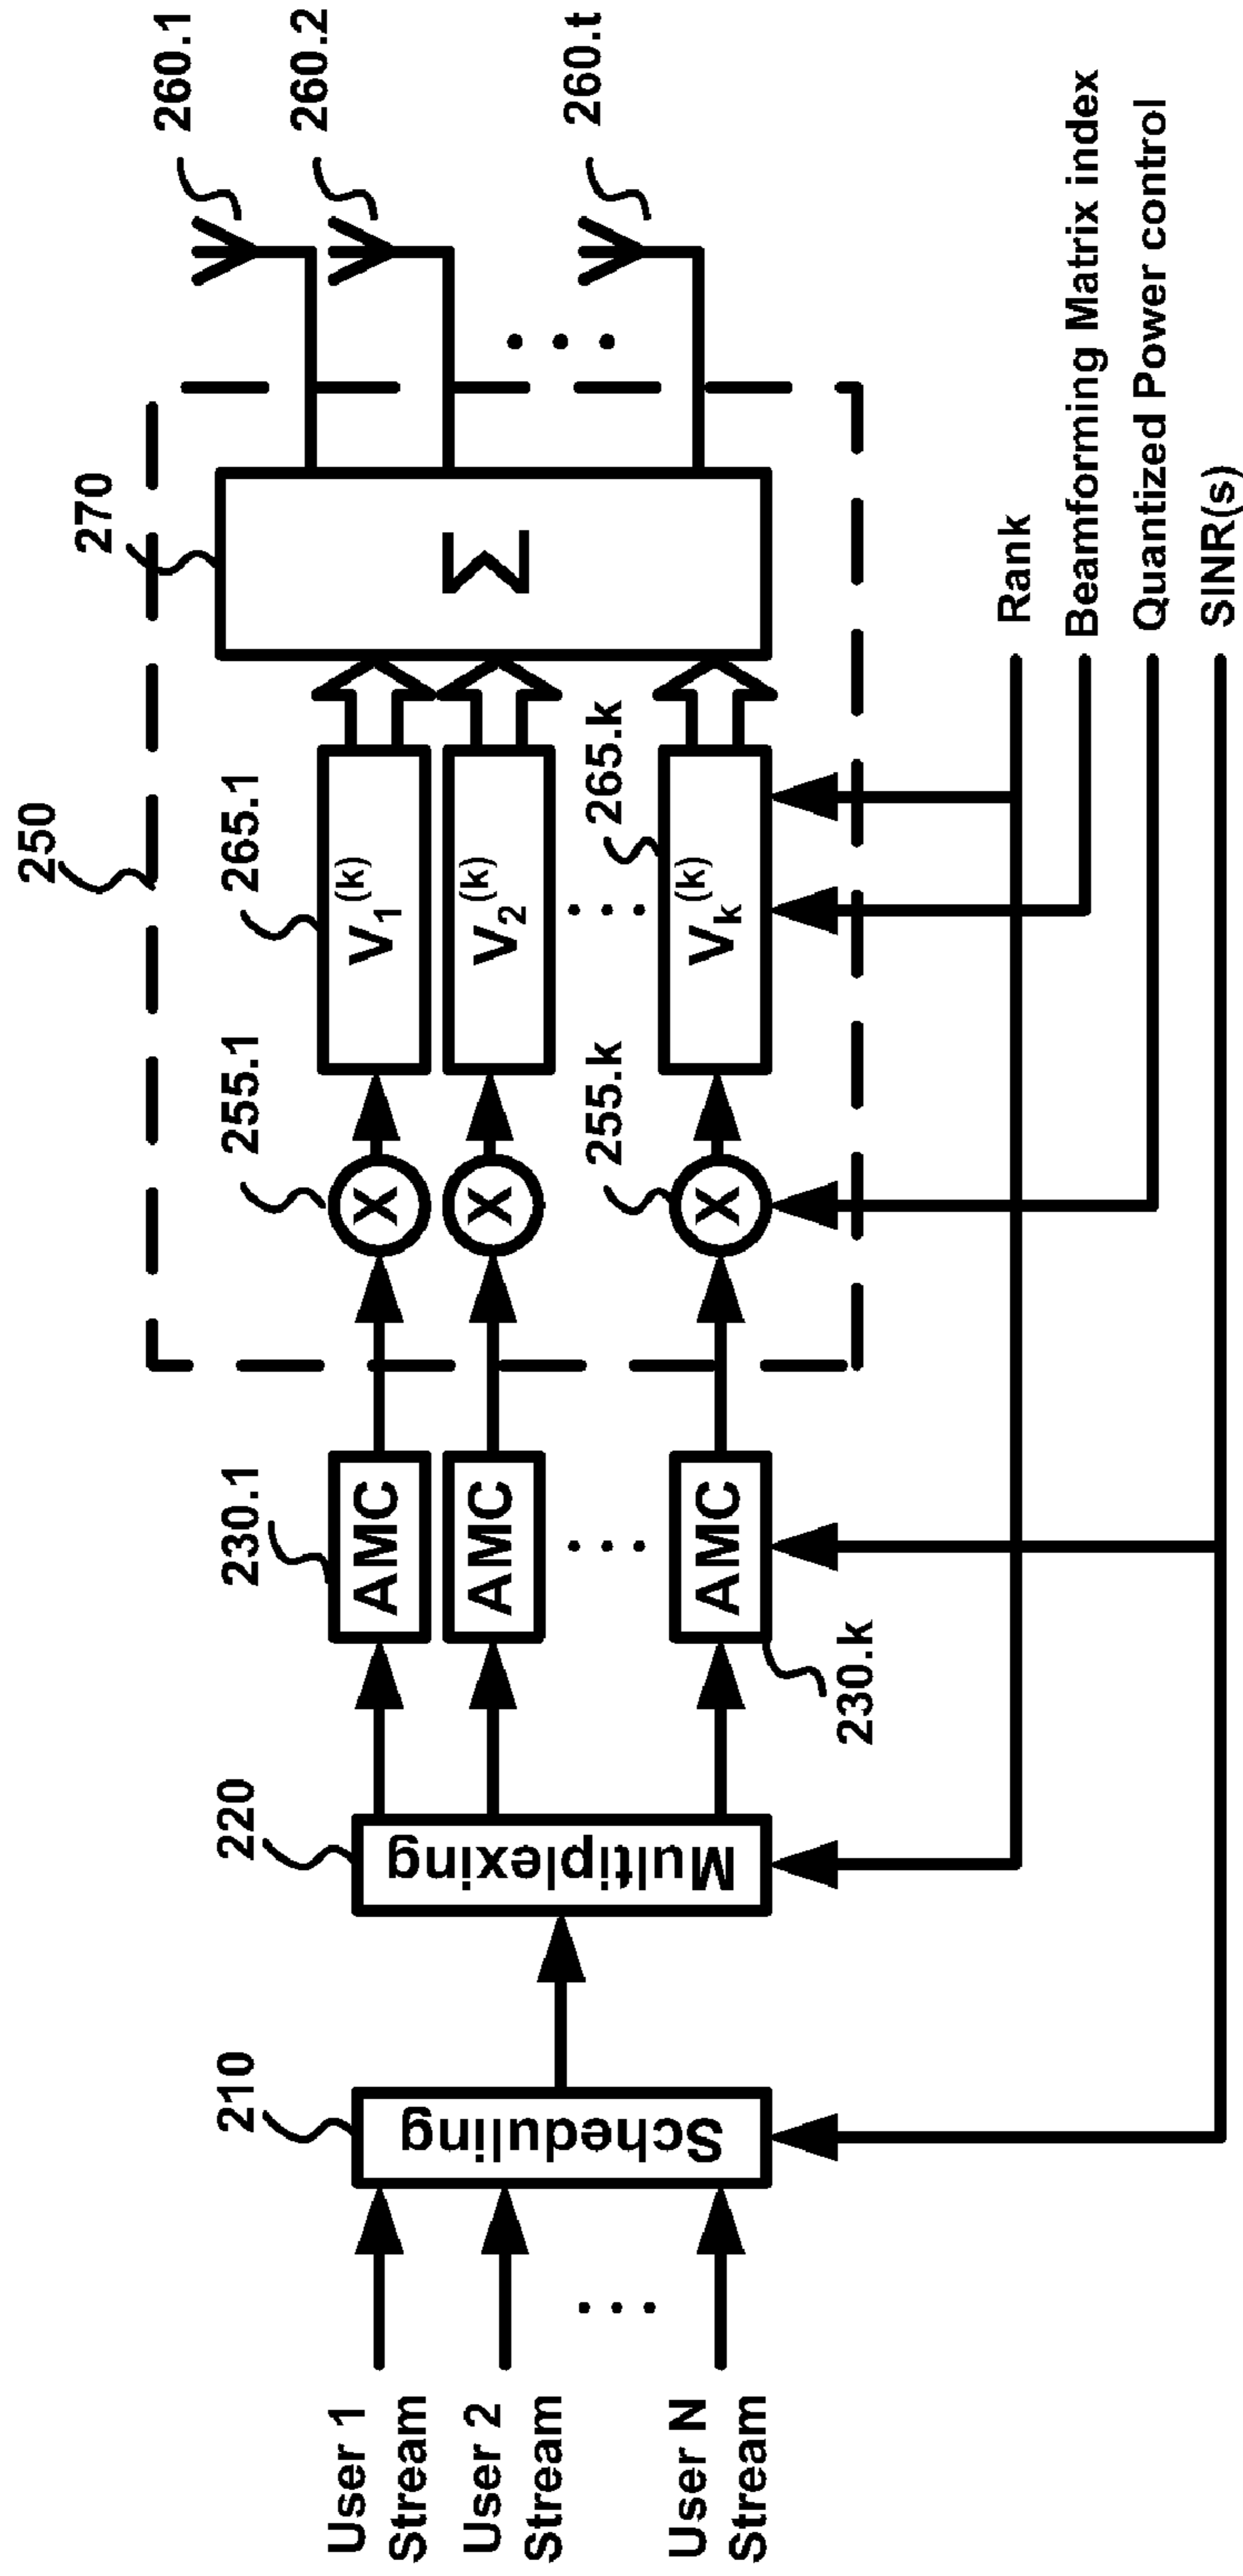 250
270
260.1
260.2
260.t
210
220
230.1
255.1
265.1
User 1
Stream
User 2
Stream
...
User N
Stream
Scheduling
Multiplexing
AMC
AMC
...
AMC
230.k
X
X
255.k
X
V1(k)
V2(k)
...
265.k
Vk(k)
Σ
...
Rank
Beamforming Matrix index
Quantized Power control
SINR(s)